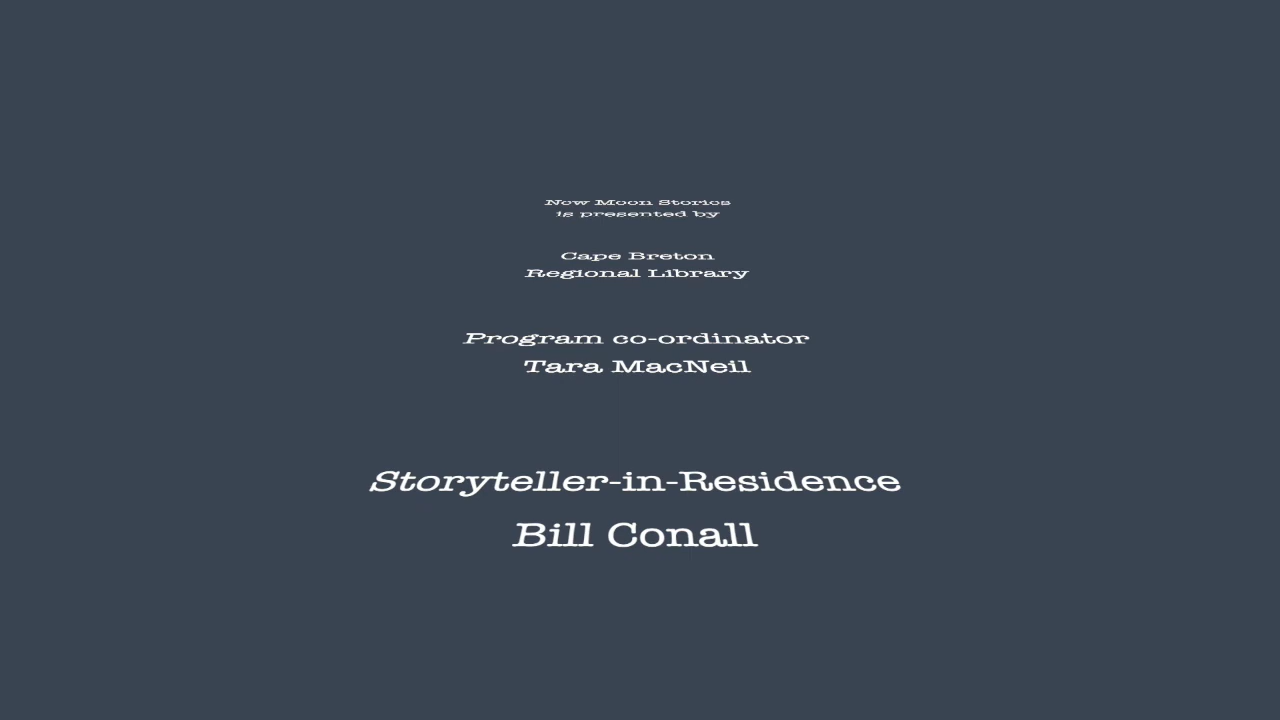 New Moon Stories
is presented by
Cape Breton
Regional Library
Program co-ordinator
Tara MacNeil
Storyteller-in-Residence
Bill Conall